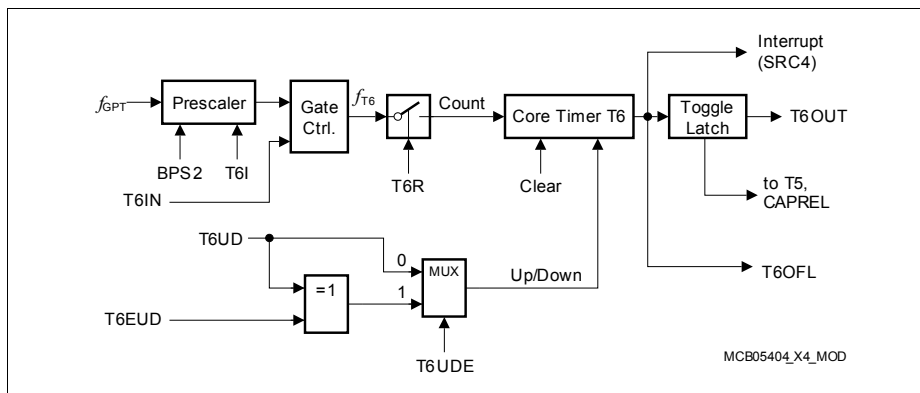 Interrupt
(SRC4)
fGPT
Prescaler
Gate
Ctrl.
fT6
Count
Core Timer T6
Toggle
Latch
T6OUT
BPS2
T6I
T6IN
T6R
Clear
to T5,
CAPREL
T6UD
0
MUX
Up/Down
T6OFL
=1
1
T6EUD
T6UDE
MCB05404_X4_MOD